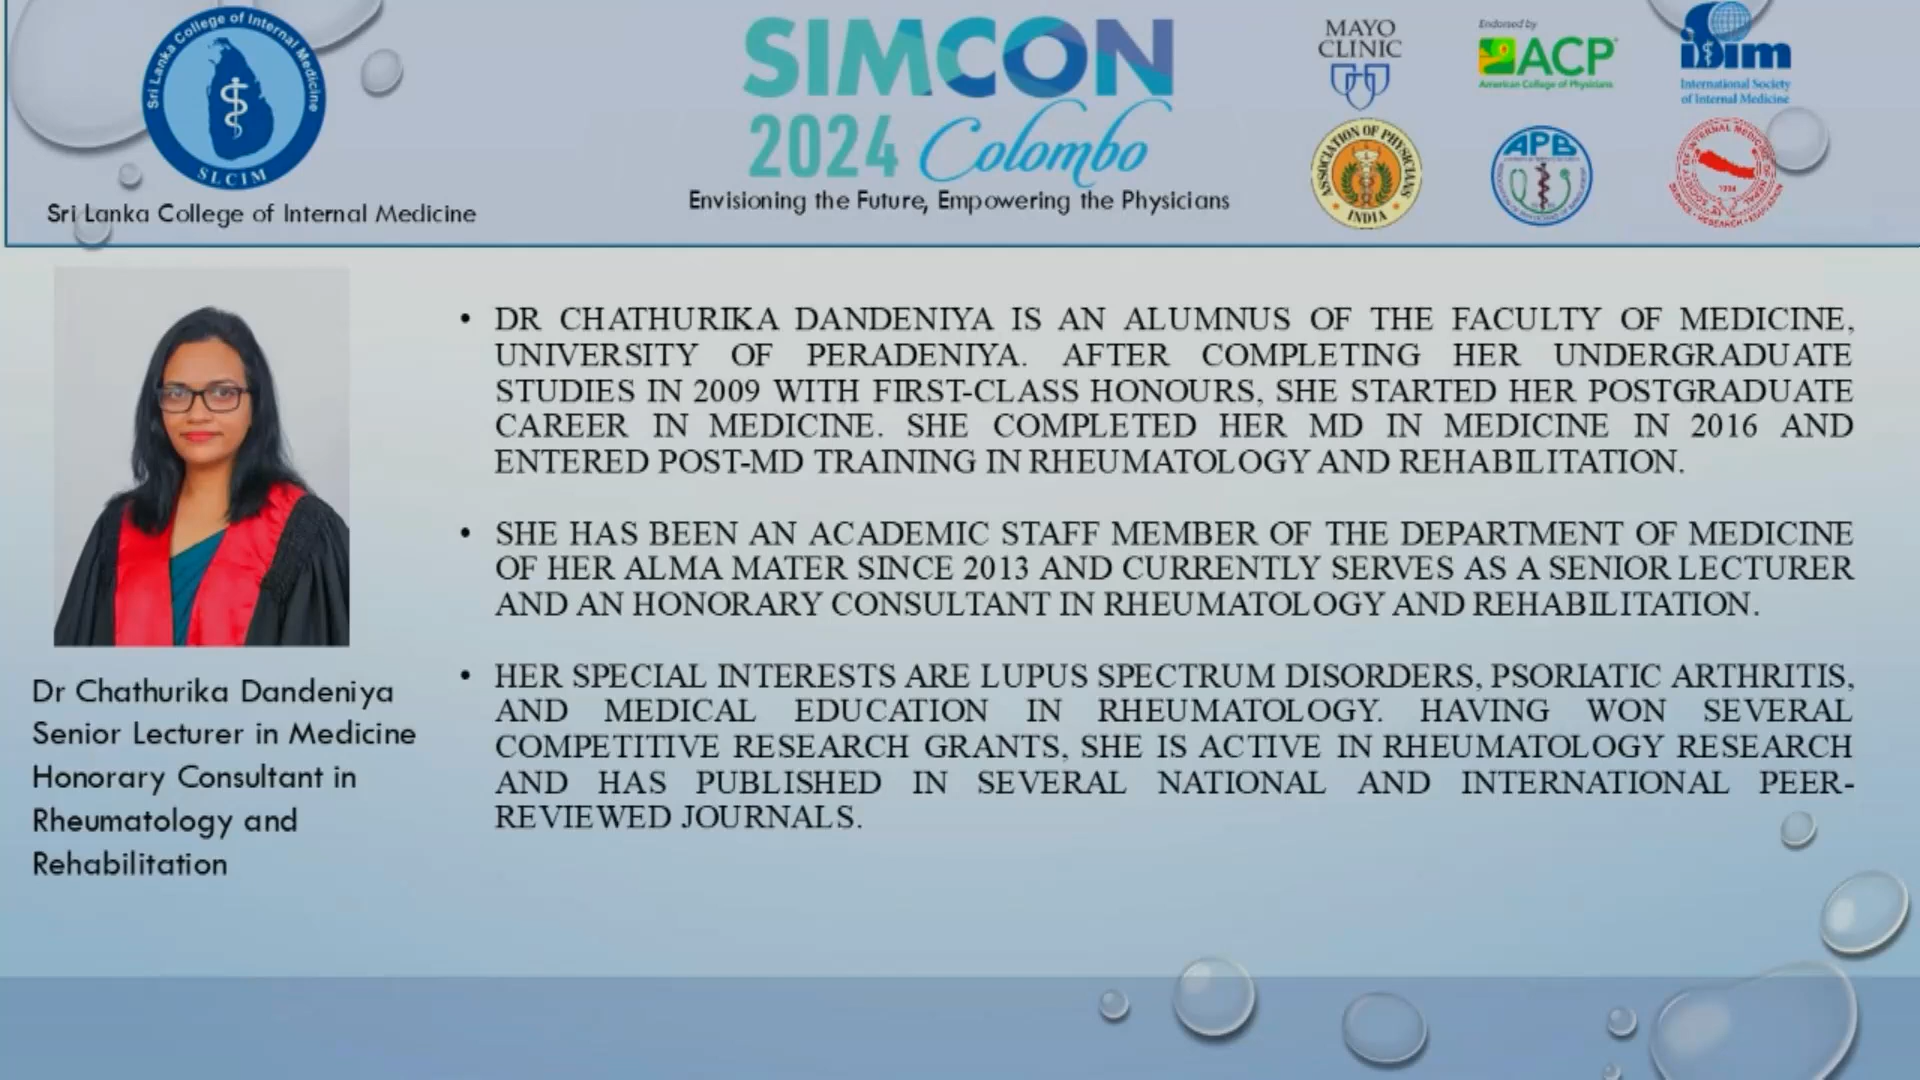 Sri Lanka College of Internal Medicine
SLCIM
Sri Lanka College of Internal Medicine
SIMCON
2024 Colombo
Envisioning the Future, Empowering the Physicians
MAYO
CLINIC
Endorsed by
ACP
American College of Physicians
isim
International Society
of Internal Medicine
ASSOCIATION OF PHYSICIANS
INDIA
APB
Dr Chathurika Dandeniya
Senior Lecturer in Medicine
Honorary Consultant in
Rheumatology and
Rehabilitation
• DR CHATHURIKA DANDENIYA IS AN ALUMNUS OF THE FACULTY OF MEDICINE,
UNIVERSITY OF PERADENIYA. AFTER COMPLETING HER UNDERGRADUATE
STUDIES IN 2009 WITH FIRST-CLASS HONOURS, SHE STARTED HER POSTGRADUATE
CAREER IN MEDICINE. SHE COMPLETED HER MD IN MEDICINE IN 2016 AND
ENTERED POST-MD TRAINING IN RHEUMATOLOGY AND REHABILITATION.
• SHE HAS BEEN AN ACADEMIC STAFF MEMBER OF THE DEPARTMENT OF MEDICINE
OF HER ALMA MATER SINCE 2013 AND CURRENTLY SERVES AS A SENIOR LECTURER
AND AN HONORARY CONSULTANT IN RHEUMATOLOGY AND REHABILITATION.
• HER SPECIAL INTERESTS ARE LUPUS SPECTRUM DISORDERS, PSORIATIC ARTHRITIS,
AND MEDICAL EDUCATION IN RHEUMATOLOGY. HAVING WON SEVERAL
COMPETITIVE RESEARCH GRANTS, SHE IS ACTIVE IN RHEUMATOLOGY RESEARCH
AND HAS PUBLISHED IN SEVERAL NATIONAL AND INTERNATIONAL PEER-
REVIEWED JOURNALS.